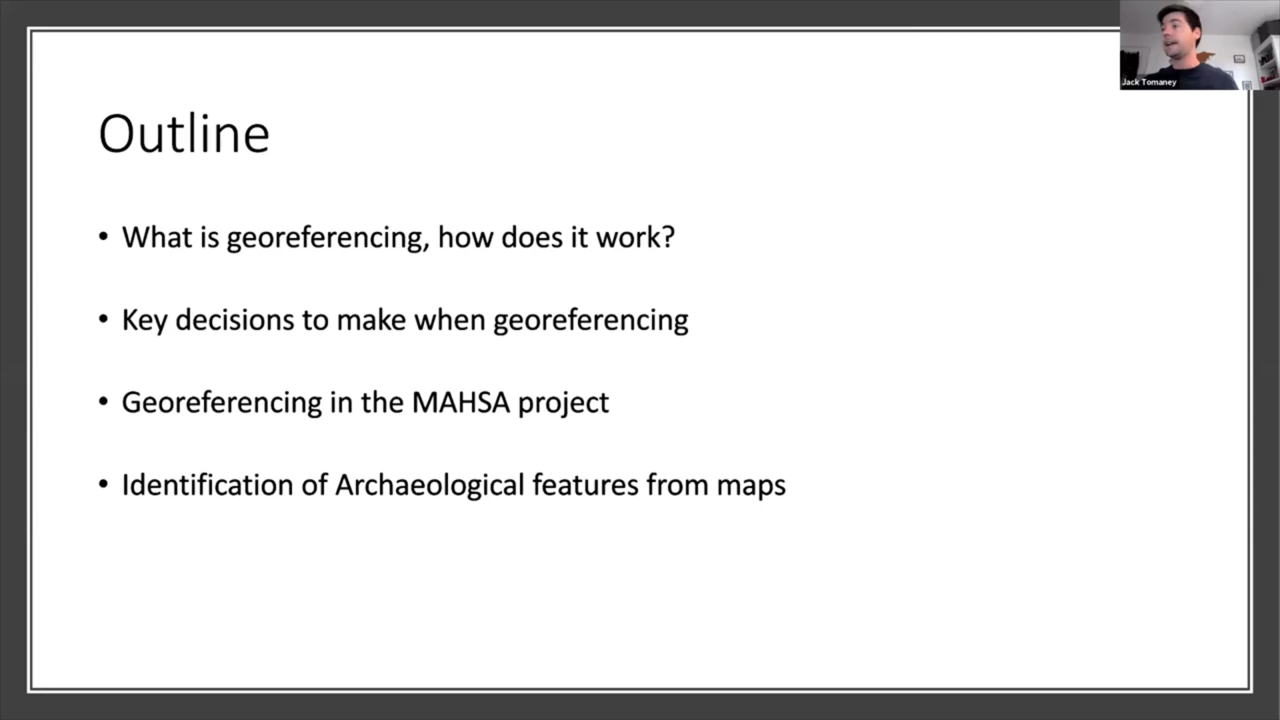 Jack Tomaney
Outline
• What is georeferencing, how does it work?
• Key decisions to make when georeferencing
• Georeferencing in the MAHSA project
• Identification of Archaeological features from maps